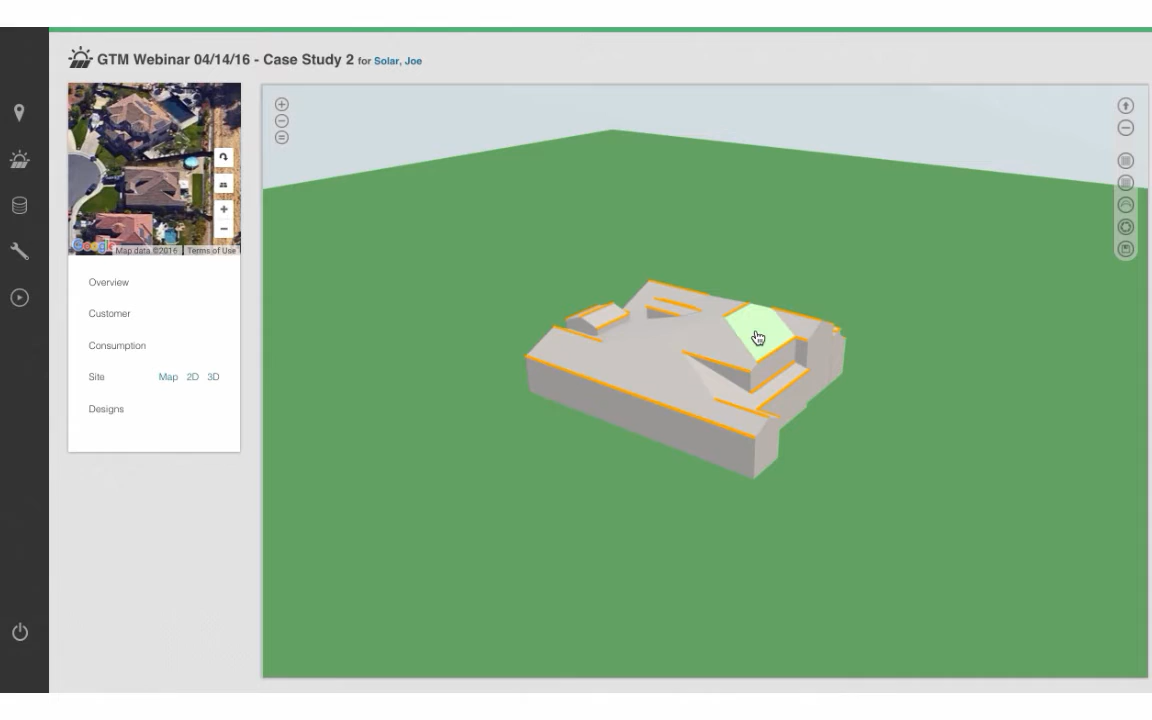 GTM Webinar 04/14/16 - Case Study 2 for Solar, Joe
Google
Map data ©2016 Terms of Use
Overview
Customer
Consumption
Site Map 2D 3D
Designs